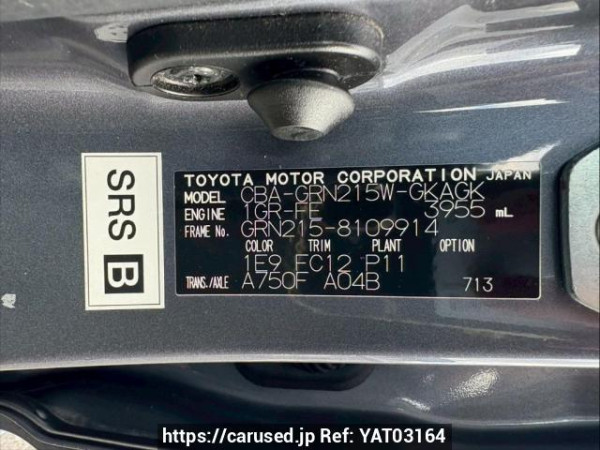 SRS B
TOYOTA MOTOR CORPORATION JAPAN
MODEL CBA-GRN215W-GKAGK
ENGINE 1GR-FE 3955 mL
FRAME No. GRN215-8109914
COLOR TRIM PLANT OPTION
1E9 FC12 P11
TRANS./AXLE A750F A04B 713
https://carused.jp Ref: YAT03164